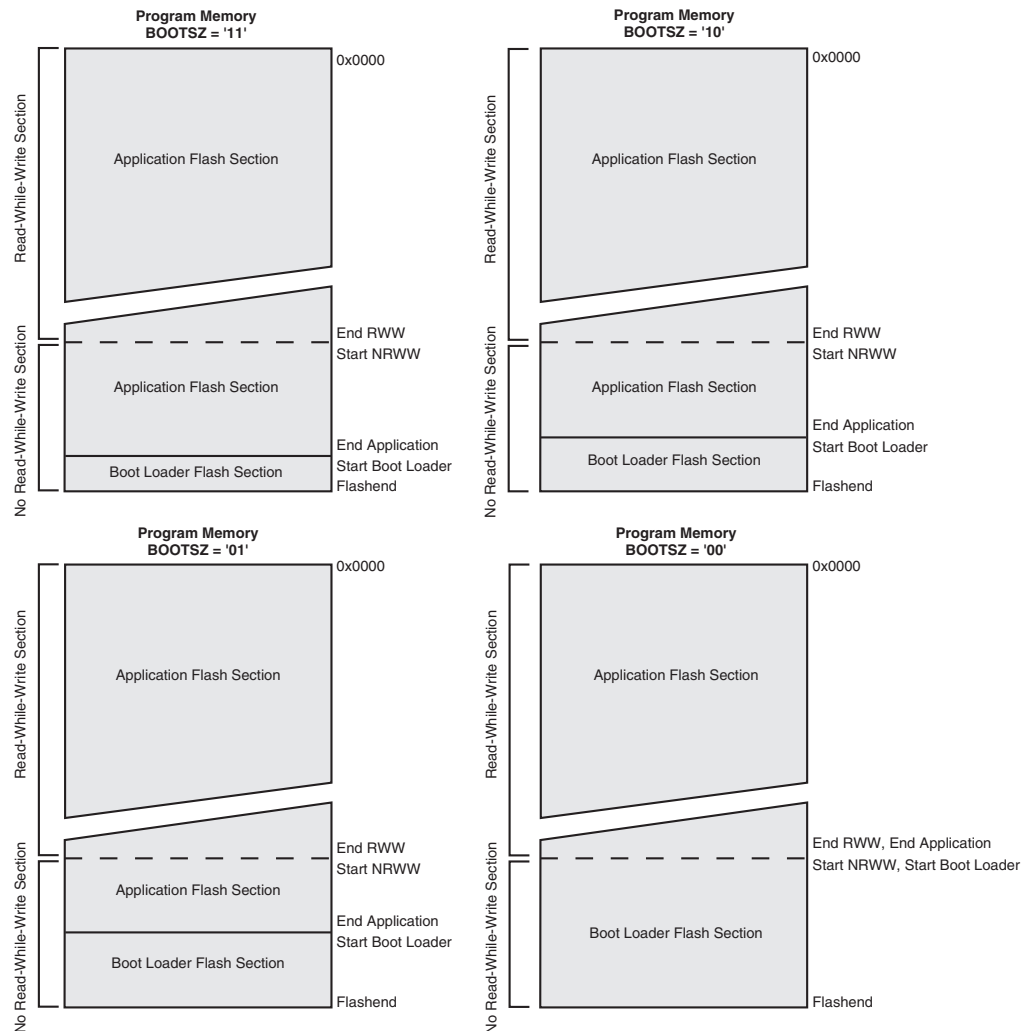 Program Memory
BOOTSZ = '11'
0x0000
Read-While-Write Section
Application Flash Section
End RWW
Start NRWW
No Read-While-Write Section
Application Flash Section
End Application
Start Boot Loader
Boot Loader Flash Section
Flashend
Program Memory
BOOTSZ = '10'
0x0000
Read-While-Write Section
Application Flash Section
End RWW
Start NRWW
No Read-While-Write Section
Application Flash Section
End Application
Start Boot Loader
Boot Loader Flash Section
Flashend
Program Memory
BOOTSZ = '01'
0x0000
Read-While-Write Section
Application Flash Section
End RWW
Start NRWW
No Read-While-Write Section
Application Flash Section
End Application
Start Boot Loader
Boot Loader Flash Section
Flashend
Program Memory
BOOTSZ = '00'
0x0000
Read-While-Write Section
Application Flash Section
End RWW, End Application
Start NRWW, Start Boot Loader
No Read-While-Write Section
Boot Loader Flash Section
Flashend